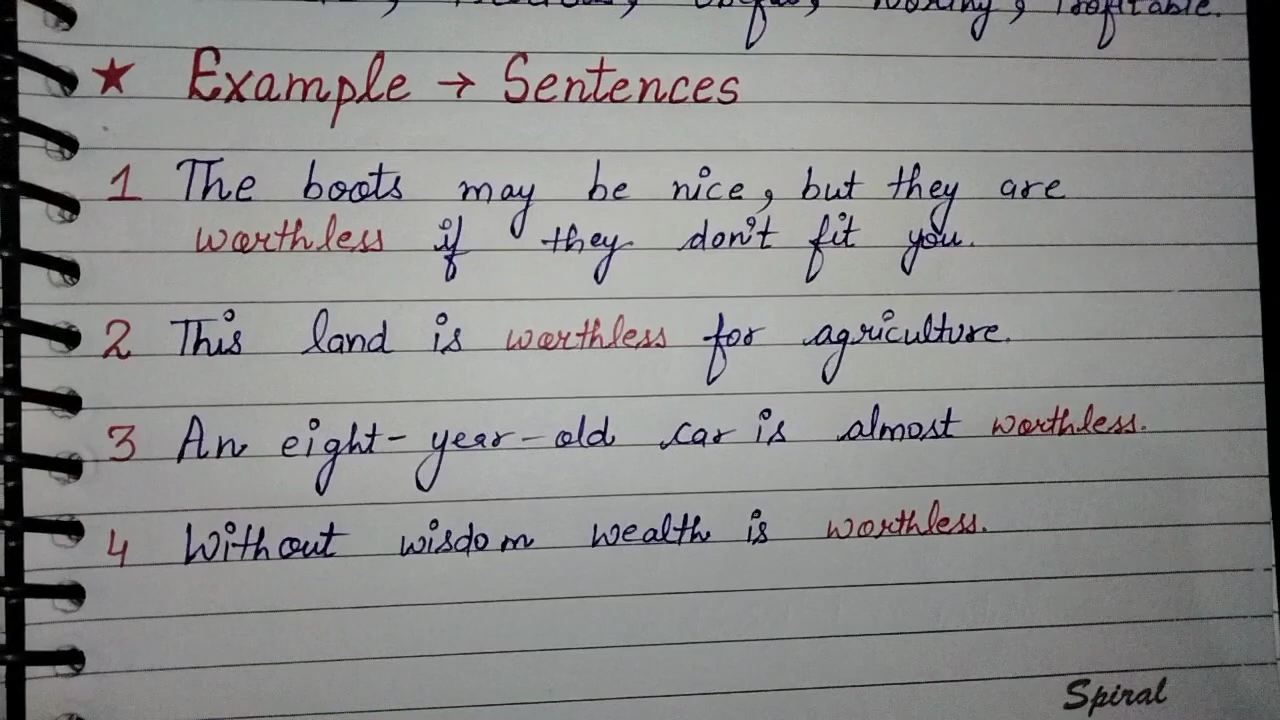 , worthy, Profitable.
★ Example → Sentences
1 The boots may be nice, but they are
worthless if they don't fit you.
2 This land is worthless for agriculture.
3 An eight-year-old car is almost worthless.
4 Without wisdom wealth is worthless.
Spiral